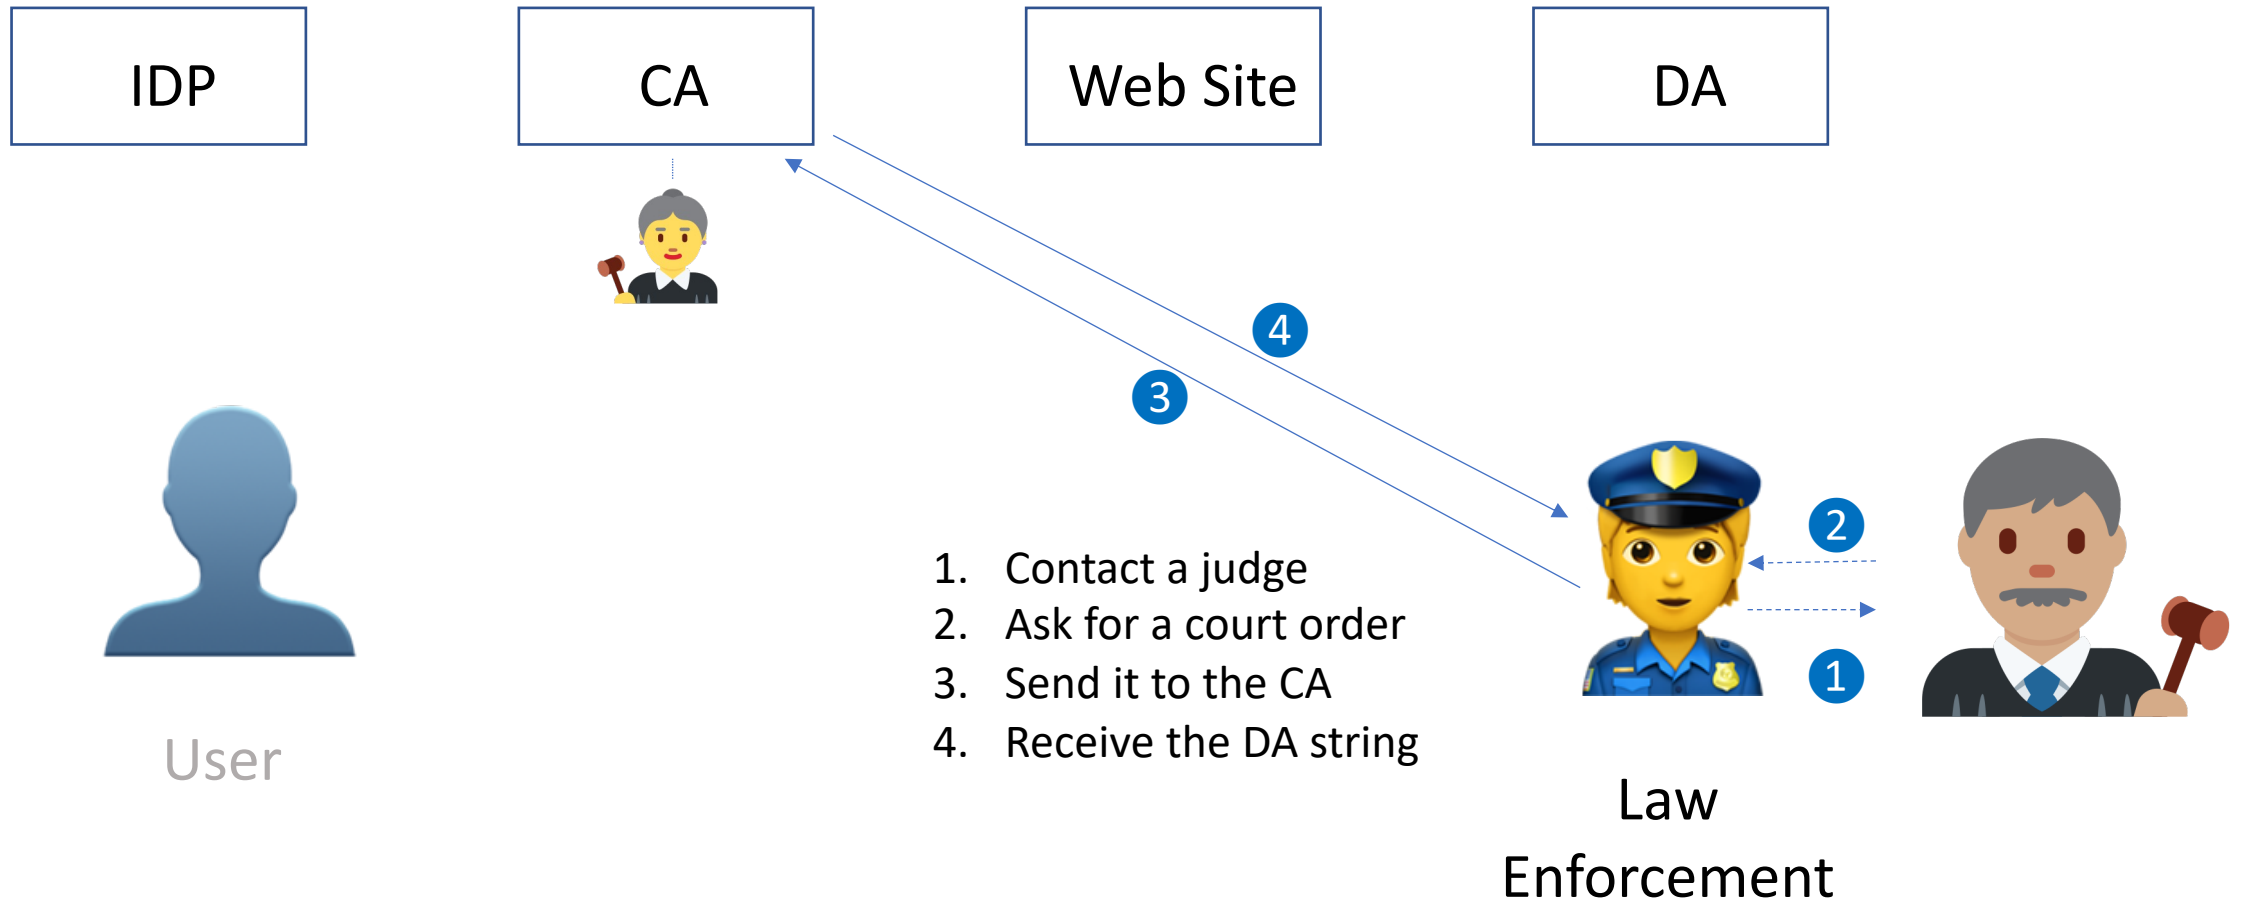 IDP
CA
Web Site
DA
4
3
2
1
1. Contact a judge
2. Ask for a court order
3. Send it to the CA
4. Receive the DA string
User
Law
Enforcement